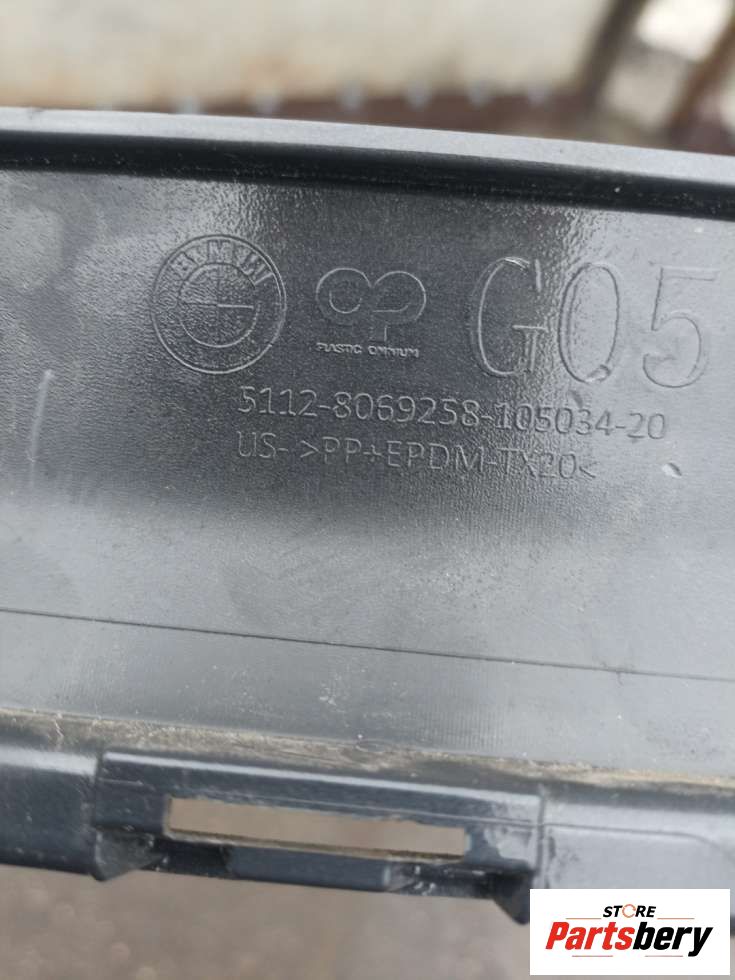 BMW
PLASTIC OMNIUM
G05
5112-8069258-105034-20
US- >PP+EPDM-TX20<
STORE
Partsbery